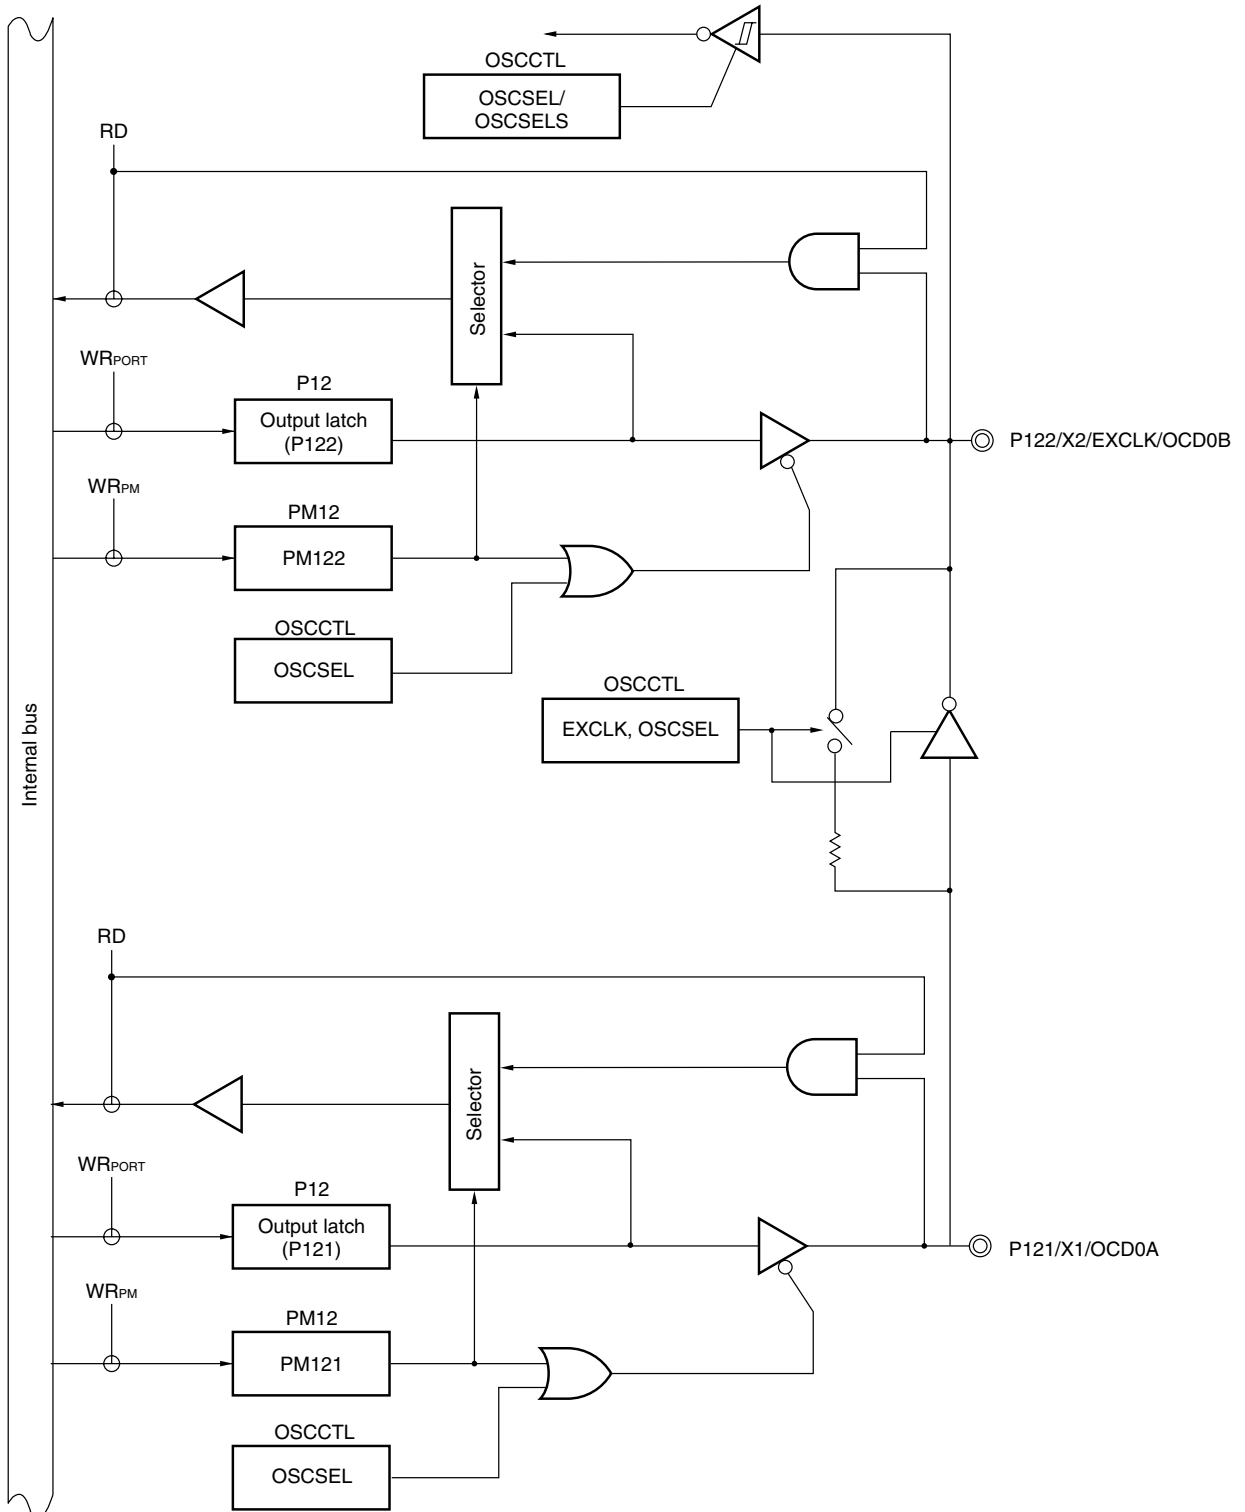 OSCCTL
OSCSEL/
OSCSELS
RD
Selector
WRPORT
P12
Output latch
(P122)
P122/X2/EXCLK/OCD0B
WRPM
PM12
PM122
OSCCTL
OSCSEL
OSCCTL
EXCLK, OSCSEL
Internal bus
RD
Selector
WRPORT
P12
Output latch
(P121)
P121/X1/OCD0A
WRPM
PM12
PM121
OSCCTL
OSCSEL